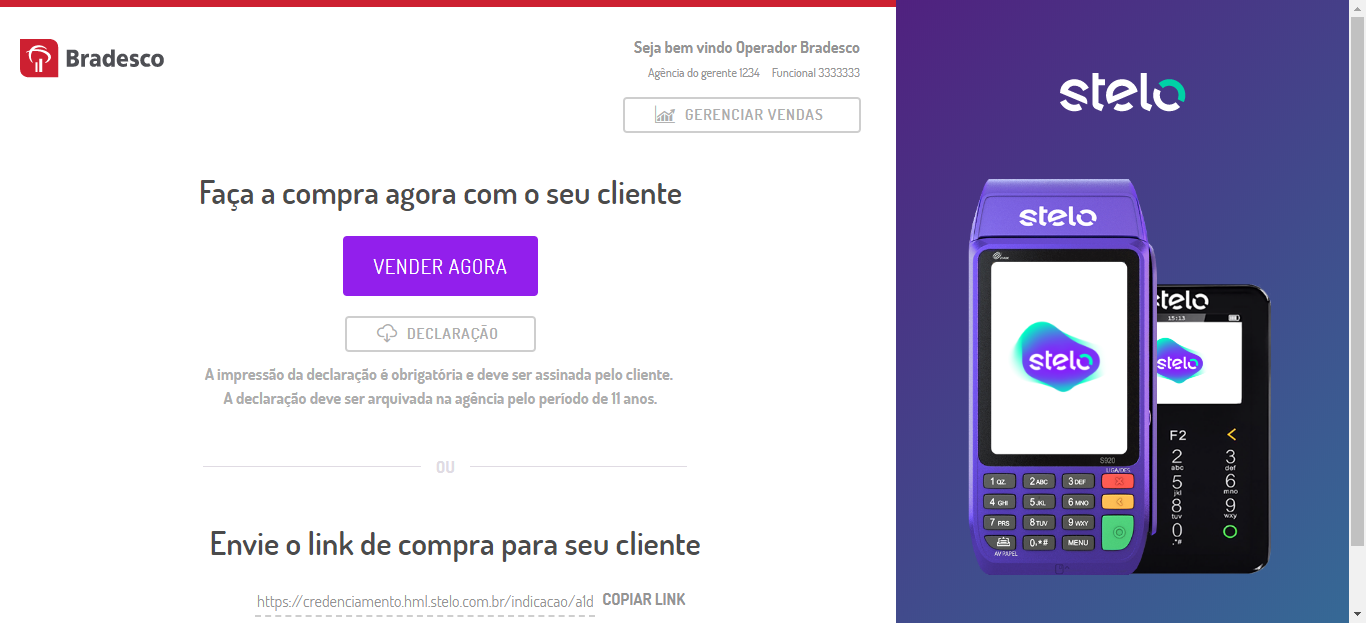 Bradesco
Seja bem vindo Operador Bradesco
Agência do gerente 1234 Funcional 3333333
GERENCIAR VENDAS
Faça a compra agora com o seu cliente
VENDER AGORA
DECLARAÇÃO
A impressão da declaração é obrigatória e deve ser assinada pelo cliente.
A declaração deve ser arquivada na agência pelo período de 11 anos.
OU
Envie o link de compra para seu cliente
https://credenciamento.hml.stelo.com.br/indicacao/a1d COPIAR LINK
stelo
stelo
stelo
S920
LIGA/DES
1 QZ. 2 ABC 3 DEF
4 GHI 5 JKL 6 MNO
7 PRS 8 TUV 9 WXY
0,*# MENU
AV PAPEL
stelo
15:13
stelo
F2
2 3
abc def
5 6
jkl mno
8 9
tuv wxy
0
.*#